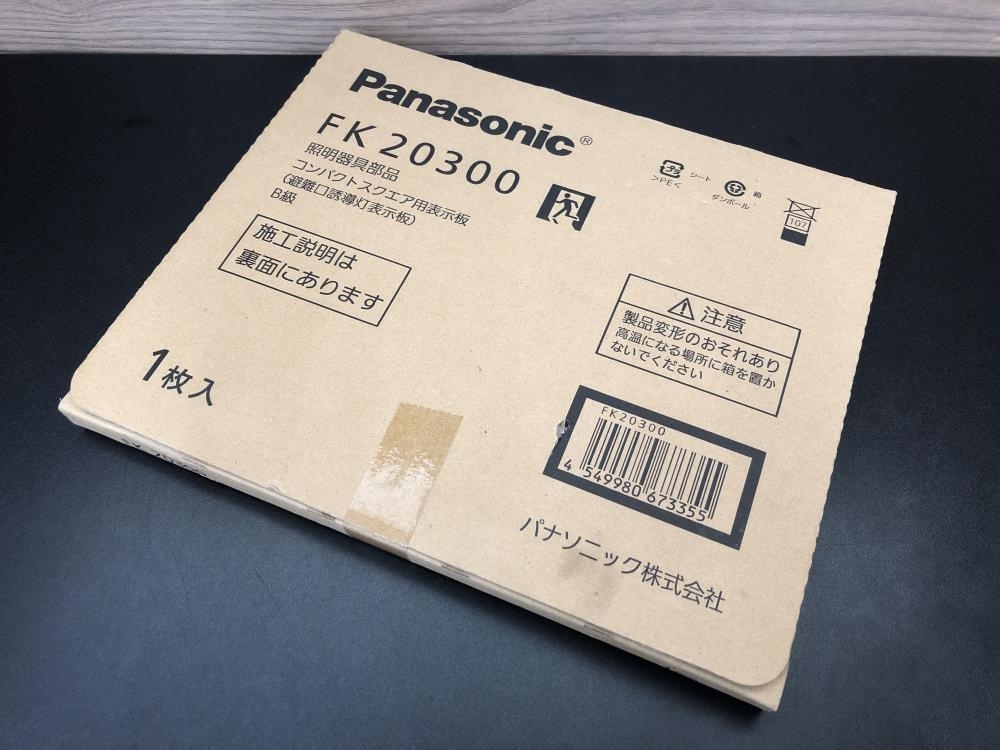 Panasonic®
FK20300
照明器具部品
コンパクトスクエア用表示板
(避難口誘導灯表示板)
B級
施工説明は
裏面にあります
1枚入
プラ
シート
>PE<
箱
ダンボール
107
注意
製品変形のおそれあり
高温になる場所に箱を置か
ないでください
FK20300
4 549980 673355
パナソニック株式会社